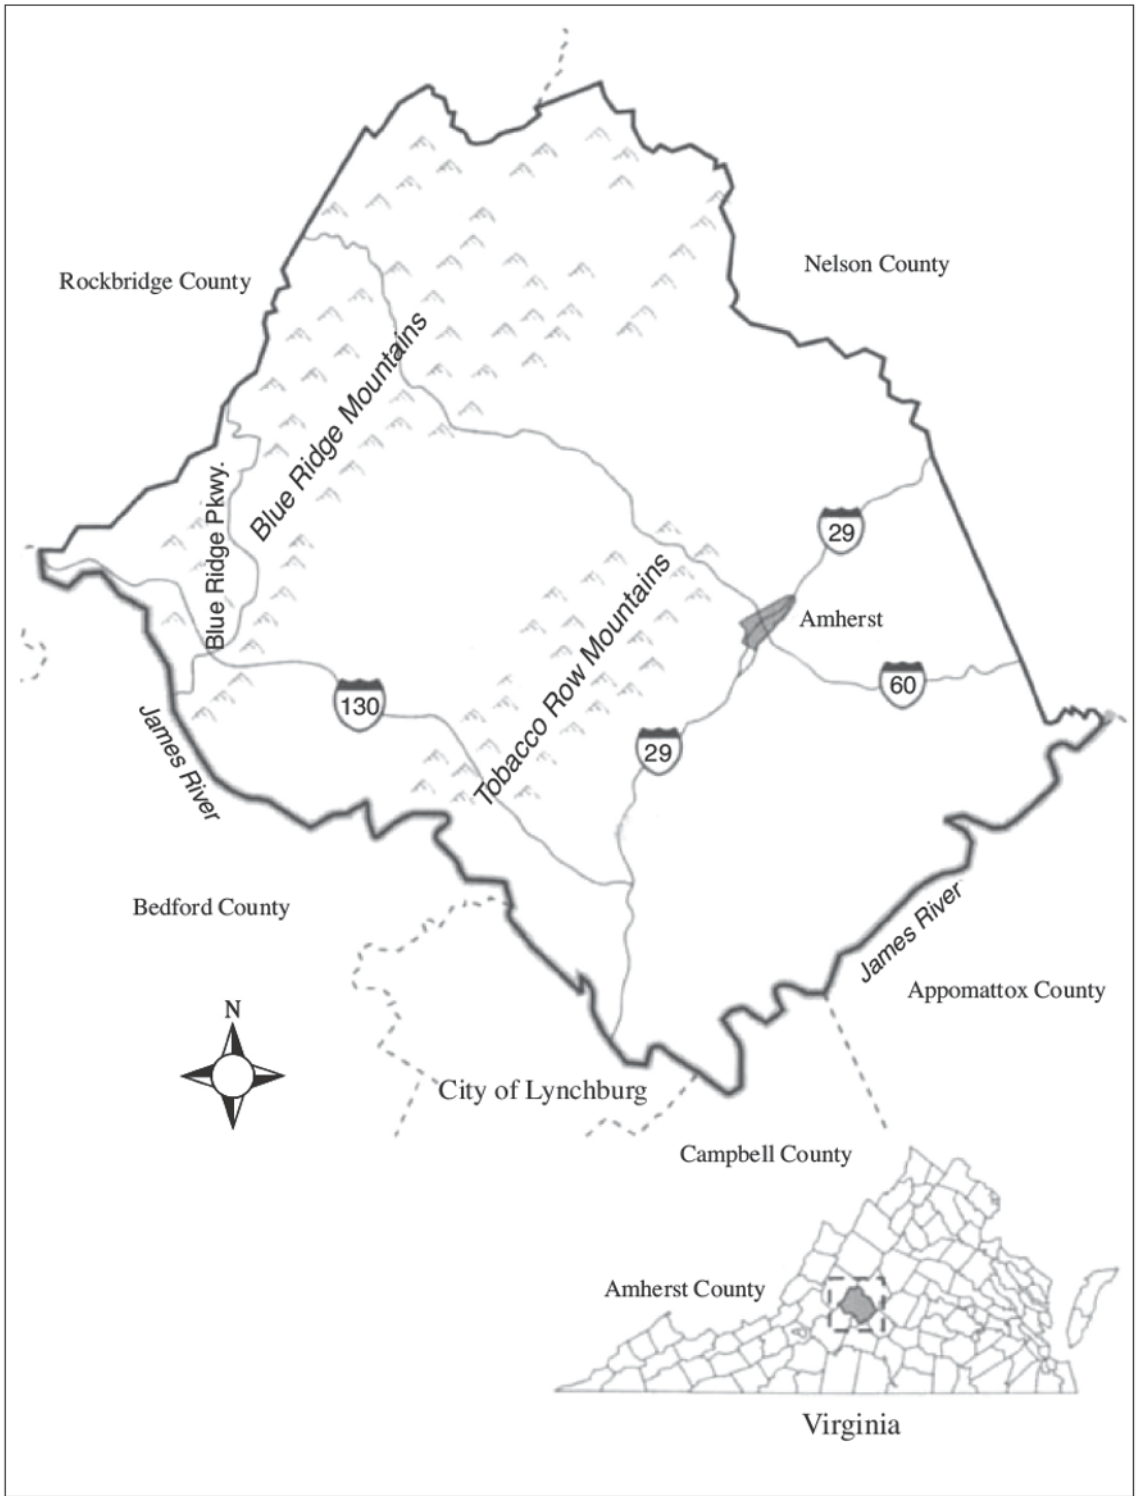 Rockbridge County
Nelson County
Blue Ridge Mountains
Blue Ridge Pkwy.
29
Amherst
Tobacco Row Mountains
60
130
29
James River
Bedford County
James River
Appomattox County
N
City of Lynchburg
Campbell County
Amherst County
Virginia